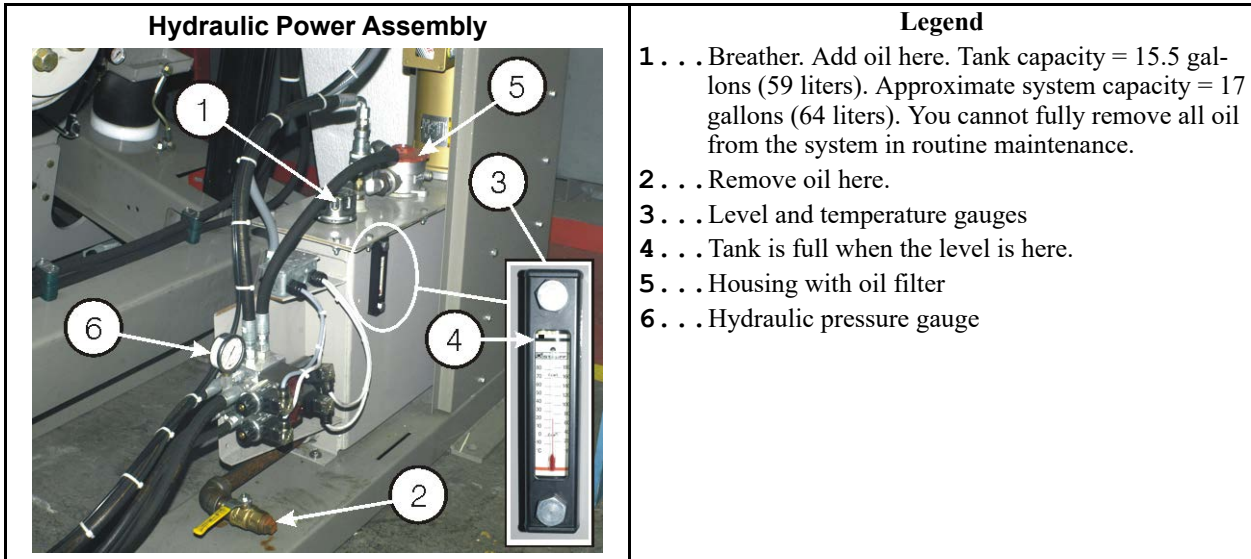 Hydraulic Power Assembly
1
5
3
6
4
2
Legend
1 . . . Breather. Add oil here. Tank capacity = 15.5 gal-
lons (59 liters). Approximate system capacity = 17
gallons (64 liters). You cannot fully remove all oil
from the system in routine maintenance.
2 . . . Remove oil here.
3 . . . Level and temperature gauges
4 . . . Tank is full when the level is here.
5 . . . Housing with oil filter
6 . . . Hydraulic pressure gauge